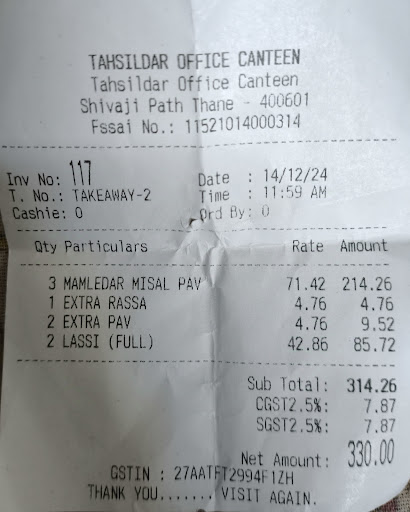 TAHSILDAR OFFICE CANTEEN
Tahsildar Office Canteen
Shivaji Path Thane - 400601
Fssai No.: 11521014000314
Inv No: 117 Date : 14/12/24
T. No.: TAKEAWAY-2 Time : 11:59 AM
Cashie: 0 Ord By: 0
Qty Particulars Rate Amount
3 MAMLEDAR MISAL PAV 71.42 214.26
1 EXTRA RASSA 4.76 4.76
2 EXTRA PAV 4.76 9.52
2 LASSI (FULL) 42.86 85.72
Sub Total: 314.26
CGST2.5%: 7.87
SGST2.5%: 7.87
Net Amount: 330.00
GSTIN : 27AATFT2994F1ZH
THANK YOU....... VISIT AGAIN.